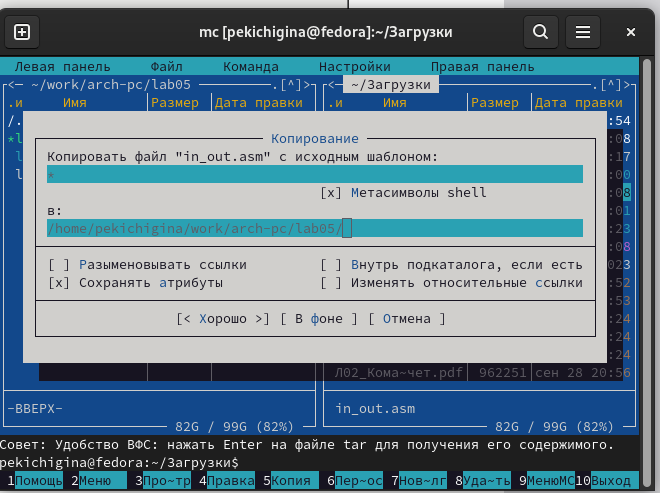 mc [pekichigina@fedora]:~/Загрузки
Левая панель Файл Команда Настройки Правая панель
<─ ~/work/arch-pc/lab05 .[^]> <─ ~/Загрузки .[^]>
.и Имя Размер Дата правки .и Имя Размер Дата правки
/. :54
*l :08
l :17
l :00
Копирование
Копировать файл "in_out.asm" с исходным шаблоном:
*
[x] Метасимволы shell
в:
/home/pekichigina/work/arch-pc/lab05/
[ ] Разыменовывать ссылки [ ] Внутрь подкаталога, если есть
[x] Сохранять атрибуты [ ] Изменять относительные ссылки
[< Хорошо >] [ В фоне ] [ Отмена ]
Л02_Кома~чет.pdf 962251 сен 28 20:56
-ВВЕРХ- in_out.asm
82G / 99G (82%) 82G / 99G (82%)
Совет: Удобство ВФС: нажать Enter на файле tar для получения его содержимого.
pekichigina@fedora:~/Загрузки$
1Помощь 2Меню 3Про~тр 4Правка 5Копия 6Пер~ос 7Нов~лг 8Уда~ть 9МенюMC 10Выход